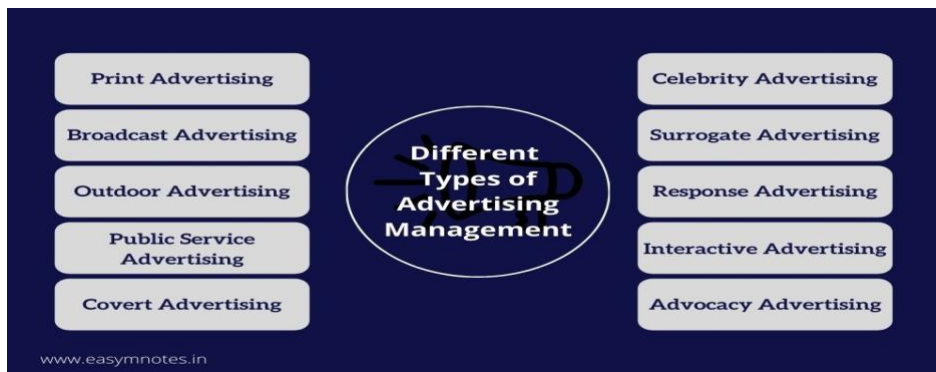 Print Advertising
Broadcast Advertising
Outdoor Advertising
Public Service
Advertising
Covert Advertising
Different
Types of
Advertising
Management
Celebrity Advertising
Surrogate Advertising
Response Advertising
Interactive Advertising
Advocacy Advertising
www.easymnotes.in